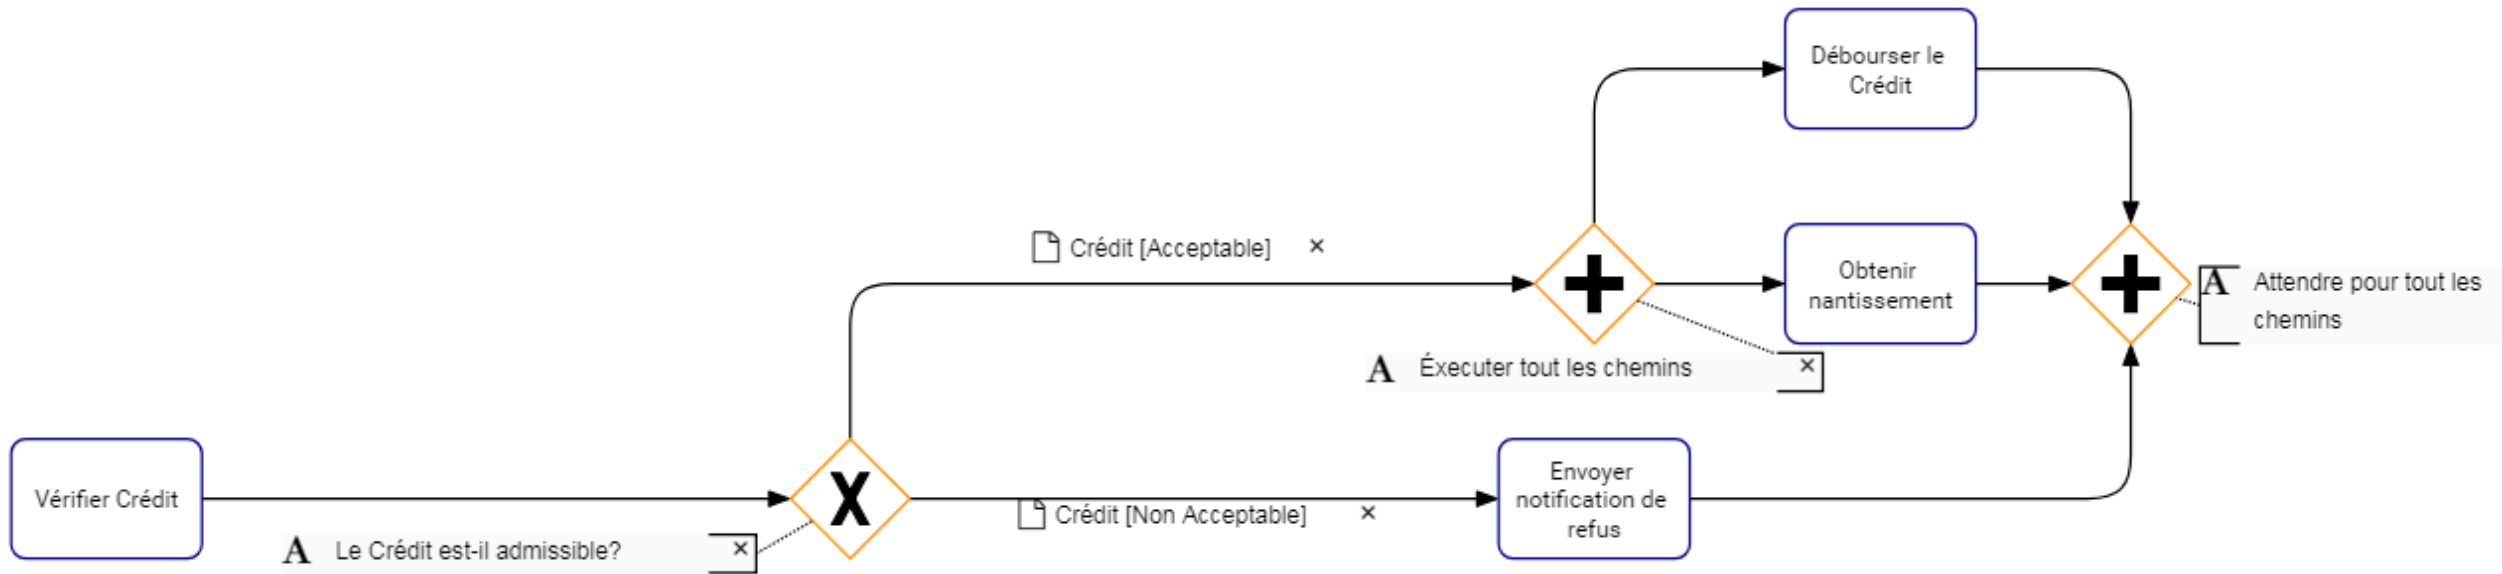 Débourser le
Crédit
Crédit [Acceptable]
Obtenir
nantissement
A Attendre pour tout les
chemins
A Éxecuter tout les chemins
Vérifier Crédit
X
Crédit [Non Acceptable]
Envoyer
notification de
refus
A Le Crédit est-il admissible?